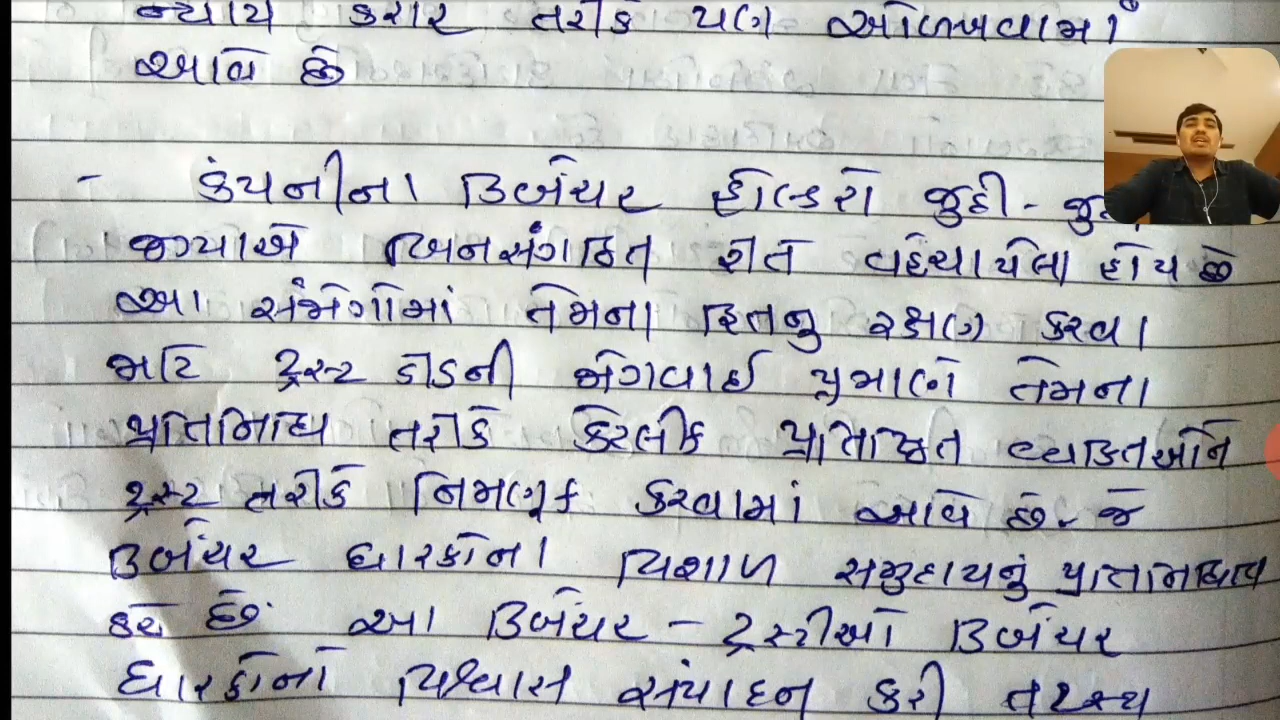 ન્યાય કરાર તરીકે પણ ઓળખવામાં
આવે છે
- કંપનીના ડિબેંચર હોલ્ડરો જુદી-
જગ્યાએ બિનસંગઠિત રીતે વહેંચાયેલા હોય છે
આ સંજોગોમાં તેમના હિતનુ રક્ષણ કરવા
માટે ટ્રસ્ટ ડીડની જોગવાઈ પ્રમાણે તેમના
પ્રતિનિધિ તરીકે કેટલીક પ્રતિષ્ઠિત વ્યક્તિઓને
ટ્રસ્ટ તરીકે નિમણૂક કરવામાં આવે છે. જે
ડિબેંચર ધારકોના વિશાળ સમુદાયનું પ્રતિનિધિત્વ
કરે છે. આ ડિબેંચર - ટ્રસ્ટીઓ ડિબેંચર
ધારકોનો વિશ્વાસ સંપાદન કરી તટસ્થ